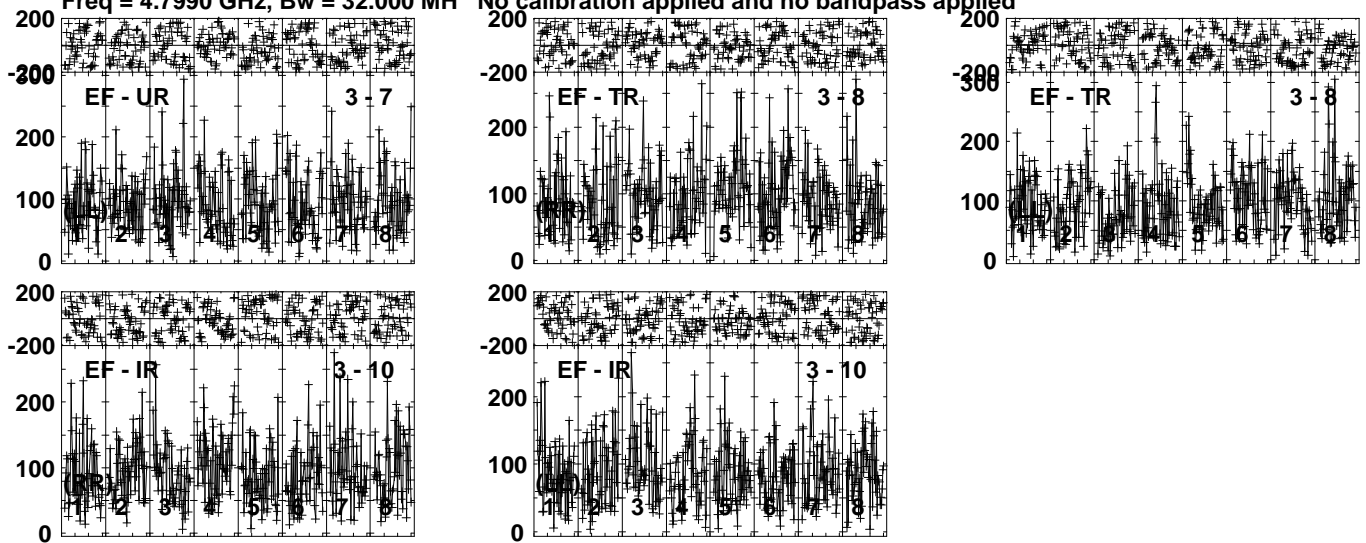 Freq = 4.7990 GHz, Bw = 32.000 MH No calibration applied and no bandpass applied
200 200 200
-200 -200 -200
300 300
EF - UR 3 - 7 EF - TR 3 - 8 EF - TR 3 - 8
200 200 200
100 100 100
(LL) (RR) (LL)
1 2 3 4 5 6 7 8 1 2 3 4 5 6 7 8 1 2 3 4 5 6 7 8
0 0 0
200 200
-200 -200
EF - IR 3 - 10 EF - IR 3 - 10
200 200
100 100
(RR) (LL)
1 2 3 4 5 6 7 8 1 2 3 4 5 6 7 8
0 0